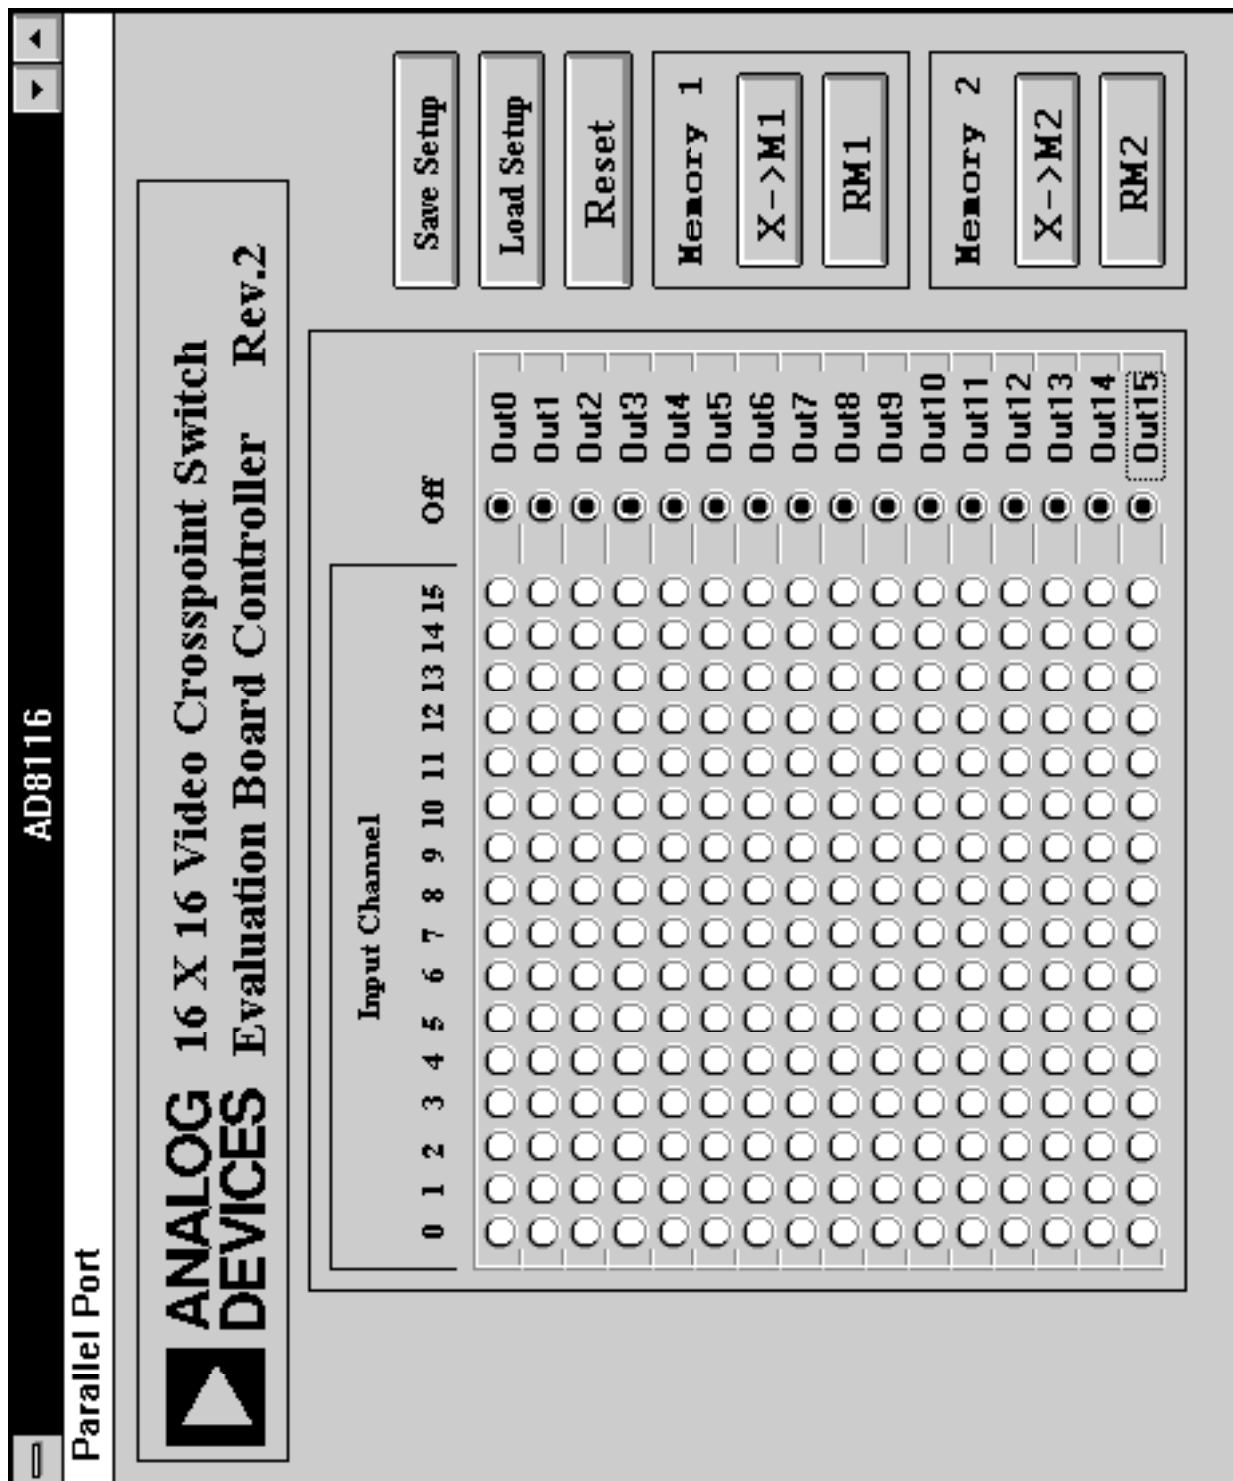 AD8116
Parallel Port
ANALOG
DEVICES
16 X 16 Video Crosspoint Switch
Evaluation Board Controller Rev.2
Input Channel
0 1 2 3 4 5 6 7 8 9 10 11 12 13 14 15 Off
Out0
Out1
Out2
Out3
Out4
Out5
Out6
Out7
Out8
Out9
Out10
Out11
Out12
Out13
Out14
Out15
Save Setup
Load Setup
Reset
Memory 1
X->M1
RM1
Memory 2
X->M2
RM2